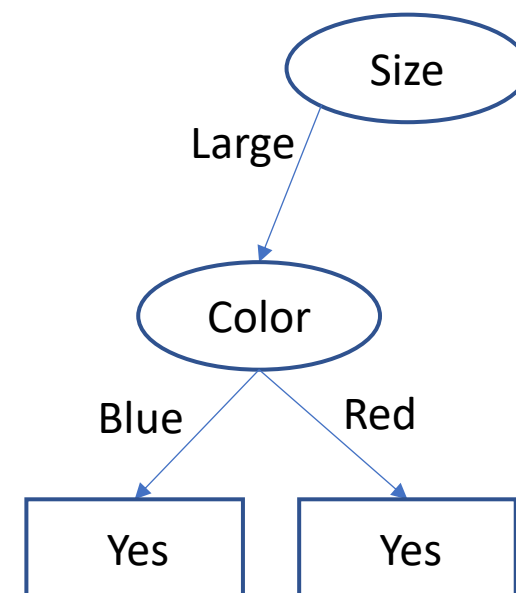 Size
Large
Color
Blue
Red
Yes
Yes